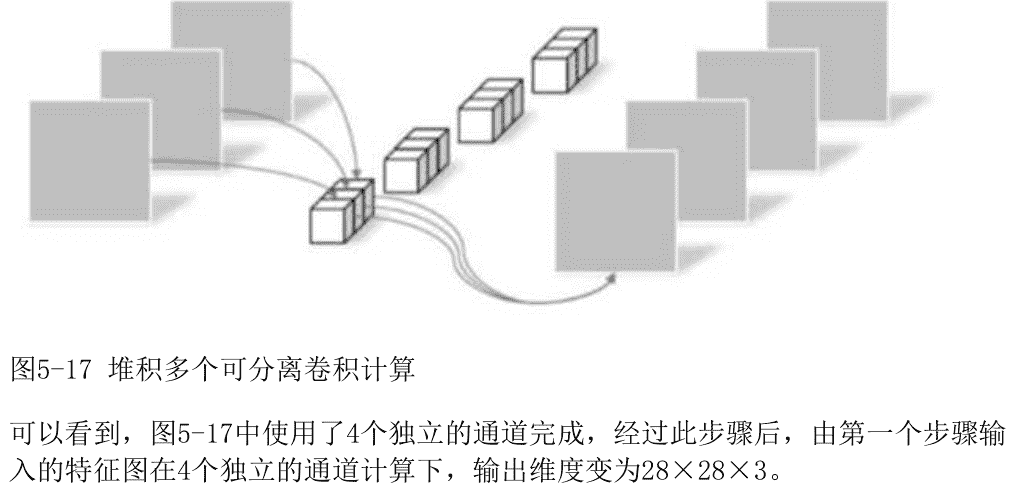 图5-17 堆积多个可分离卷积计算
可以看到，图5-17中使用了4个独立的通道完成，经过此步骤后，由第一个步骤输
入的特征图在4个独立的通道计算下，输出维度变为28×28×3。